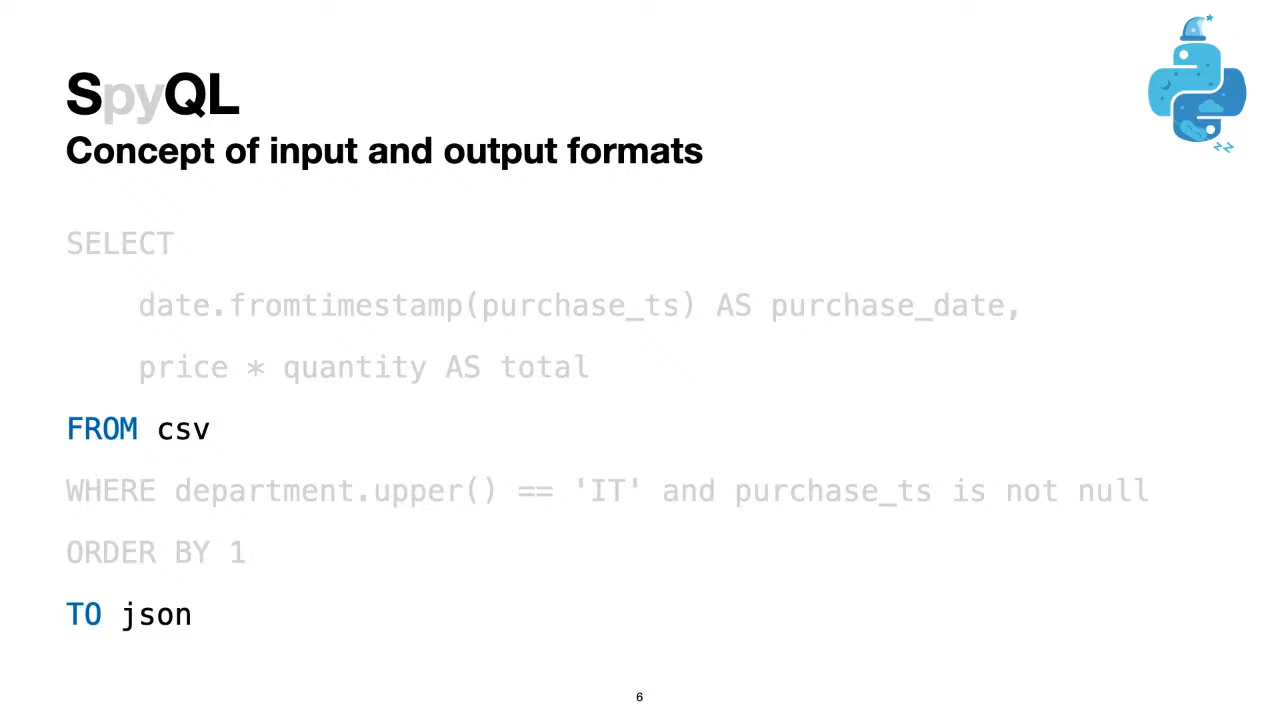 SpyQL
Concept of input and output formats
SELECT
date.fromtimestamp(purchase_ts) AS purchase_date,
price * quantity AS total
FROM csv
WHERE department.upper() == 'IT' and purchase_ts is not null
ORDER BY 1
TO json
zz
6